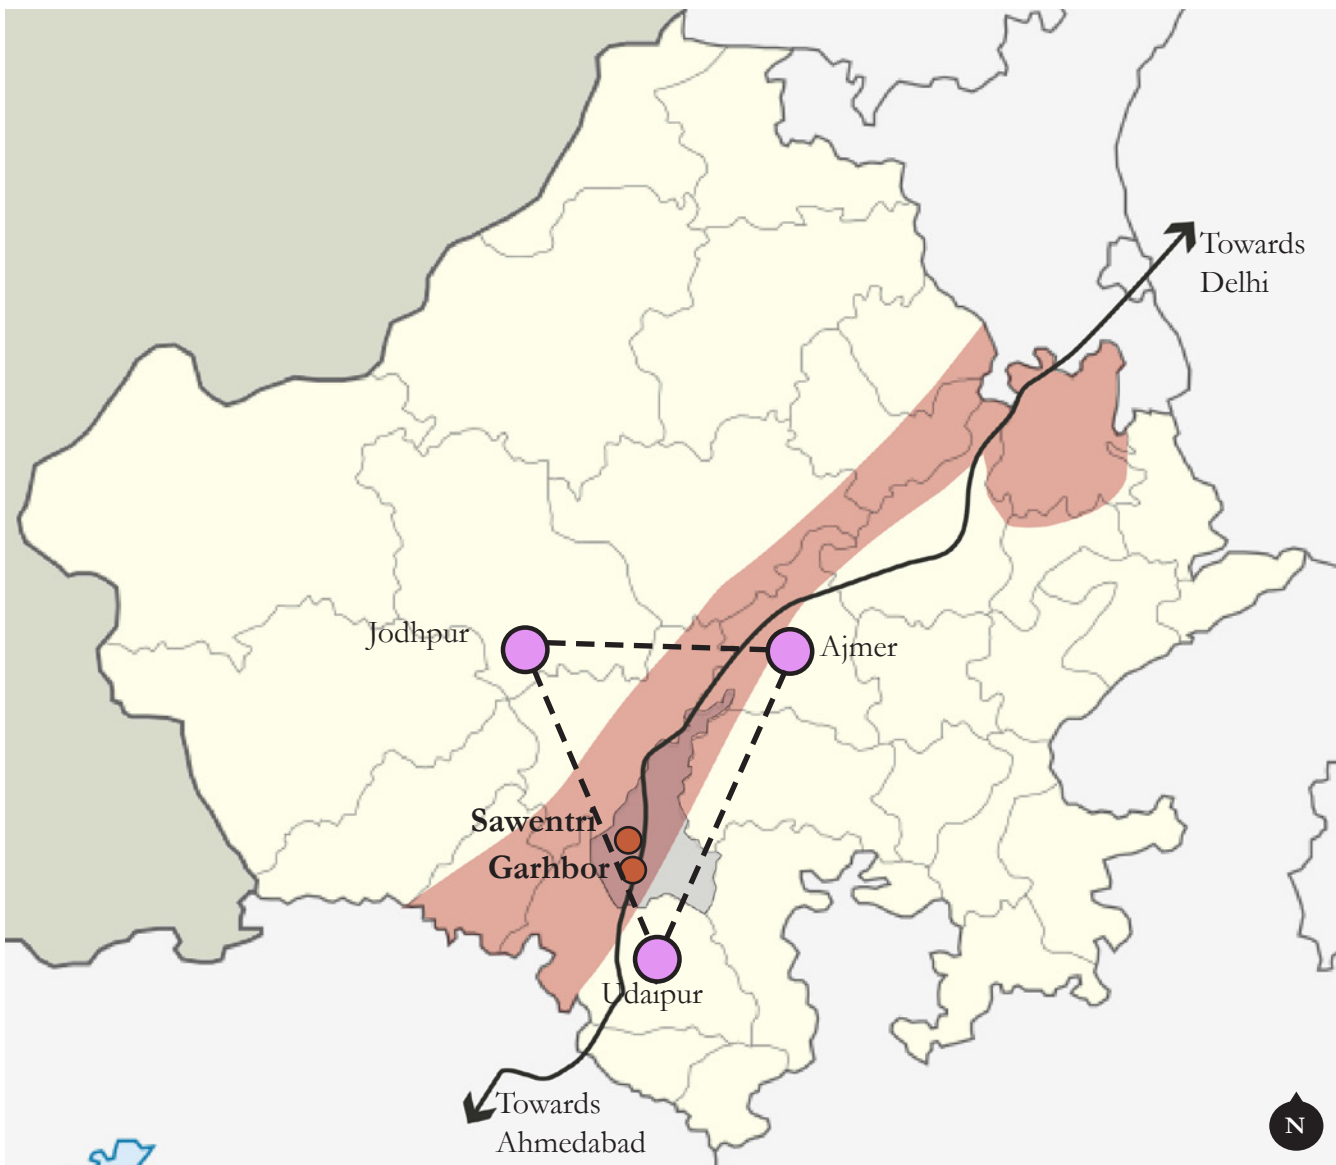 Towards
Delhi
Jodhpur
Ajmer
Sawentri
Garhbor
Udaipur
Towards
Ahmedabad
N